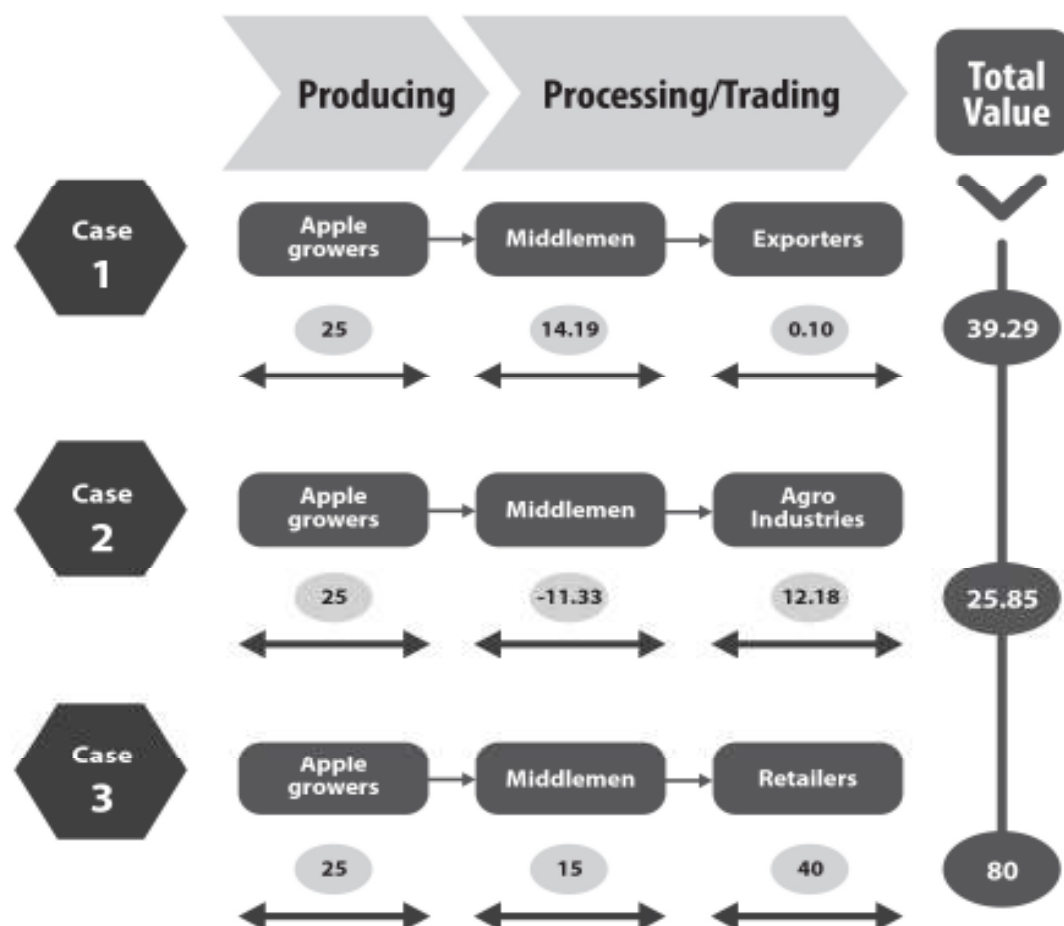 Producing
Processing/Trading
Total
Value
Case
1
Apple
growers
Middlemen
Exporters
25
14.19
0.10
39.29
Case
2
Apple
growers
Middlemen
Agro
Industries
25
-11.33
12.18
25.85
Case
3
Apple
growers
Middlemen
Retailers
25
15
40
80